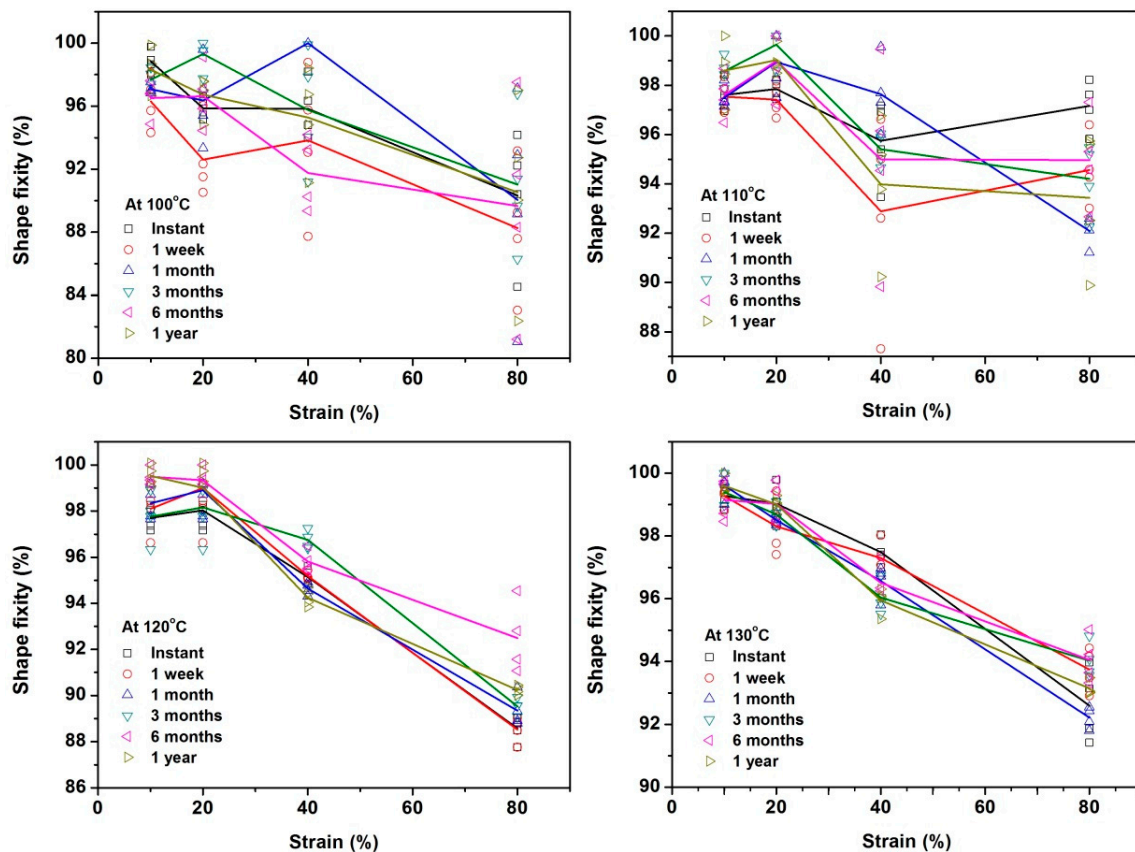 100
96
92
88
84
80
Shape fixity (%)
At 100°C
Instant
1 week
1 month
3 months
6 months
1 year
0 20 40 60 80
Strain (%)
100
98
96
94
92
90
88
Shape fixity (%)
At 110°C
Instant
1 week
1 month
3 months
6 months
1 year
0 20 40 60 80
Strain (%)
100
98
96
94
92
90
88
86
Shape fixity (%)
At 120°C
Instant
1 week
1 month
3 months
6 months
1 year
0 20 40 60 80
Strain (%)
100
98
96
94
92
90
Shape fixity (%)
At 130°C
Instant
1 week
1 month
3 months
6 months
1 year
0 20 40 60 80
Strain (%)